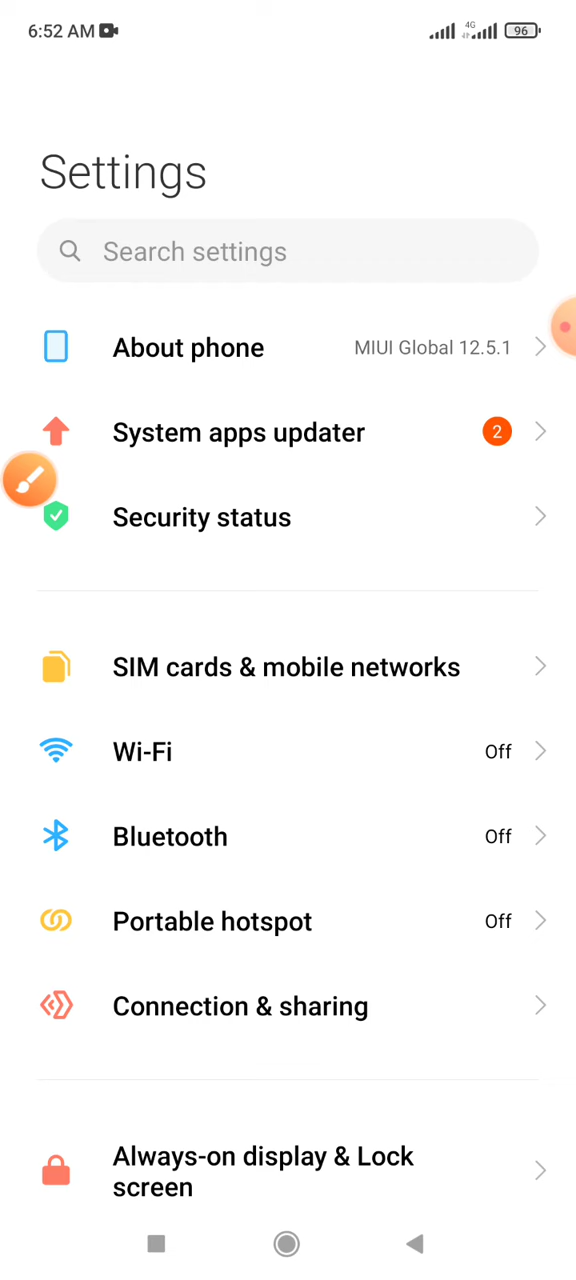 6:52 AM 4G 96
Settings
Search settings
About phone MIUI Global 12.5.1
System apps updater 2
Security status
SIM cards & mobile networks
Wi-Fi Off
Bluetooth Off
Portable hotspot Off
Connection & sharing
Always-on display & Lock
screen